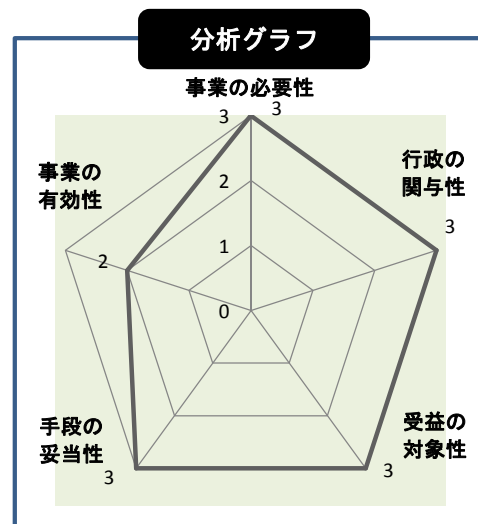 分析グラフ
事業の必要性
3
3
行政の
関与性
3
事業の
有効性
2
2
1
0
受益の
対象性
3
手段の
妥当性
3